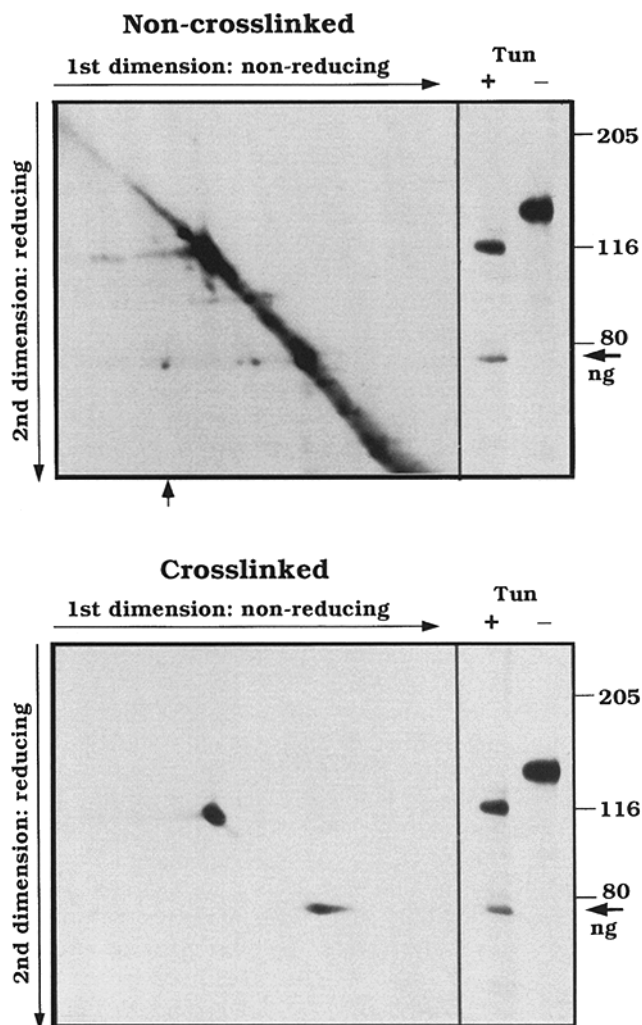 Non-crosslinked
1st dimension: non-reducing
Tun
+ −
2nd dimension: reducing
205
116
80
ng
Crosslinked
1st dimension: non-reducing
Tun
+ −
2nd dimension: reducing
205
116
80
ng